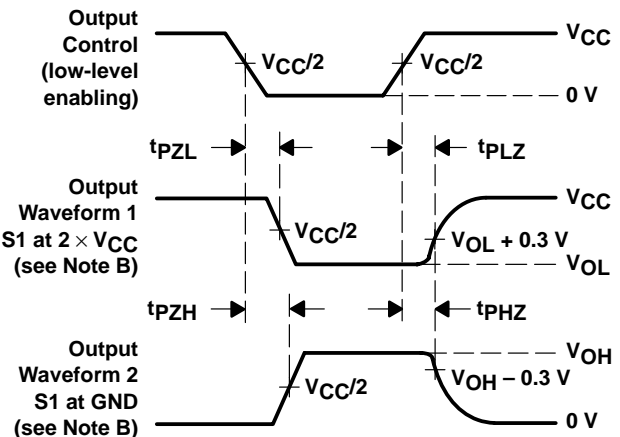 Output
Control
(low-level
enabling)
VCC/2
VCC/2
VCC
0 V
tPZL
tPLZ
Output
Waveform 1
S1 at 2 × VCC
(see Note B)
VCC/2
VCC
VOL + 0.3 V
VOL
tPZH
tPHZ
Output
Waveform 2
S1 at GND
(see Note B)
VCC/2
VOH
VOH – 0.3 V
0 V